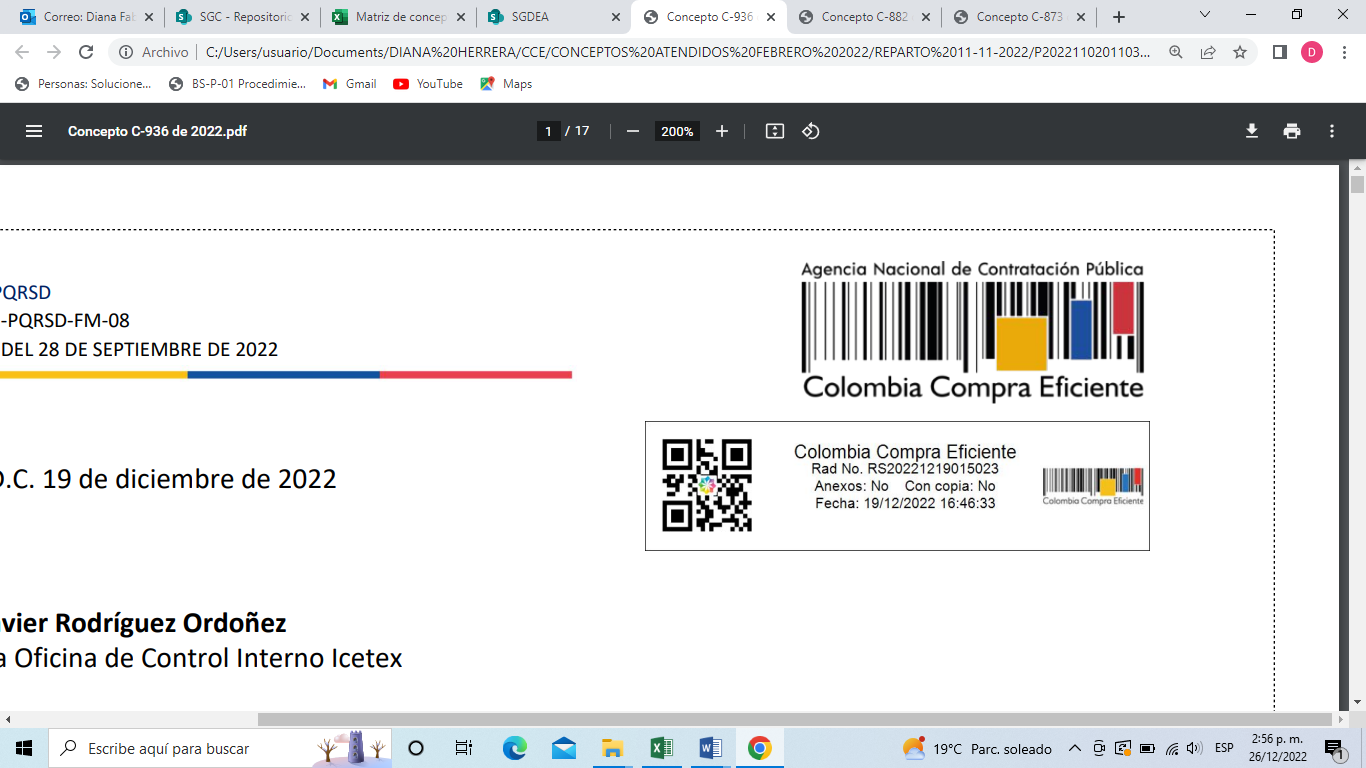 Correo: Diana Fal
SGC - Repositorio
Matriz de concep
SGDEA
Concepto C-936
Concepto C-882
Concepto C-873
Archivo
C:/Users/usuario/Documents/DIANA%20HERRERA/CCE/CONCEPTOS%20ATENDIDOS%20FEBRERO%202022/REPARTO%2011-11-2022/P2022110201103...
D
Personas: Solucione...
BS-P-01 Procedimie...
Gmail
YouTube
Maps
Concepto C-936 de 2022.pdf
1 / 17
200%
Agencia Nacional de Contratación Pública
Colombia Compra Eficiente
PQRSD
-PQRSD-FM-08
DEL 28 DE SEPTIEMBRE DE 2022
Colombia Compra Eficiente
Rad No. RS20221219015023
Anexos: No Con copia: No
Fecha: 19/12/2022 16:46:33
Colombia Compra Eficiente
D.C. 19 de diciembre de 2022
avier Rodríguez Ordoñez
a Oficina de Control Interno Icetex
Escribe aquí para buscar
19°C Parc. soleado
ESP
2:56 p. m.
26/12/2022
1